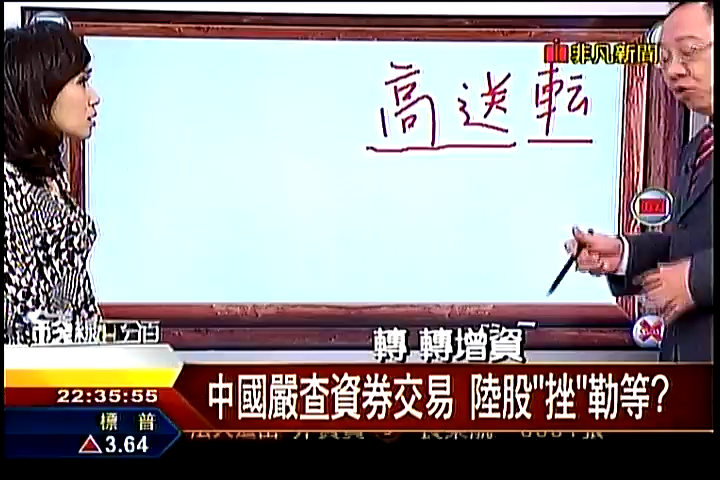 非凡新聞
高送転
轉 轉增資
中國嚴查資券交易 陸股"挫"勒等?
22:35:55
標普
△3.64